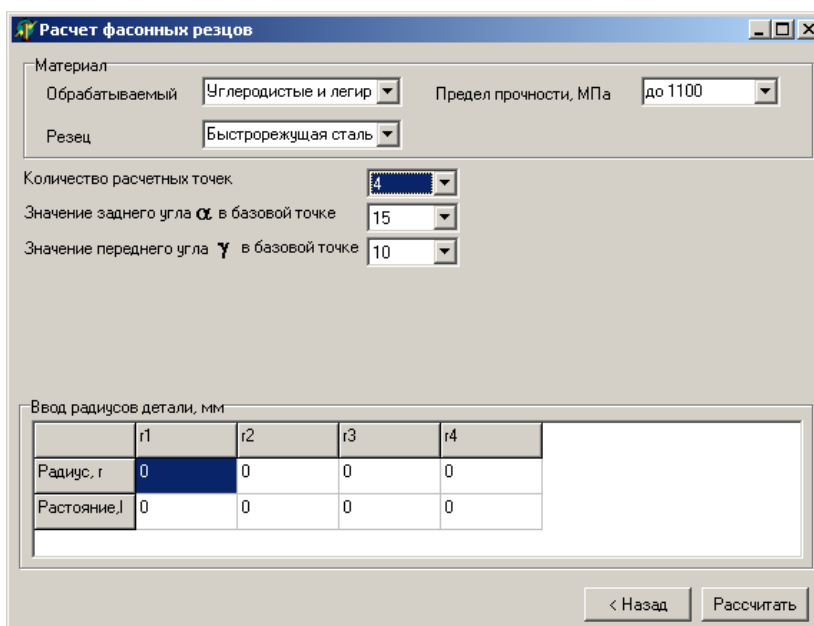 Расчет фасонных резцов
Материал
Обрабатываемый Углеродистые и легир Предел прочности, МПа до 1100
Резец Быстрорежущая сталь
Количество расчетных точек 4
Значение заднего угла α в базовой точке 15
Значение переднего угла γ в базовой точке 10
Ввод радиусов детали, мм
r1 r2 r3 r4
Радиус, r 0 0 0 0
Растояние,l 0 0 0 0
< Назад Рассчитать